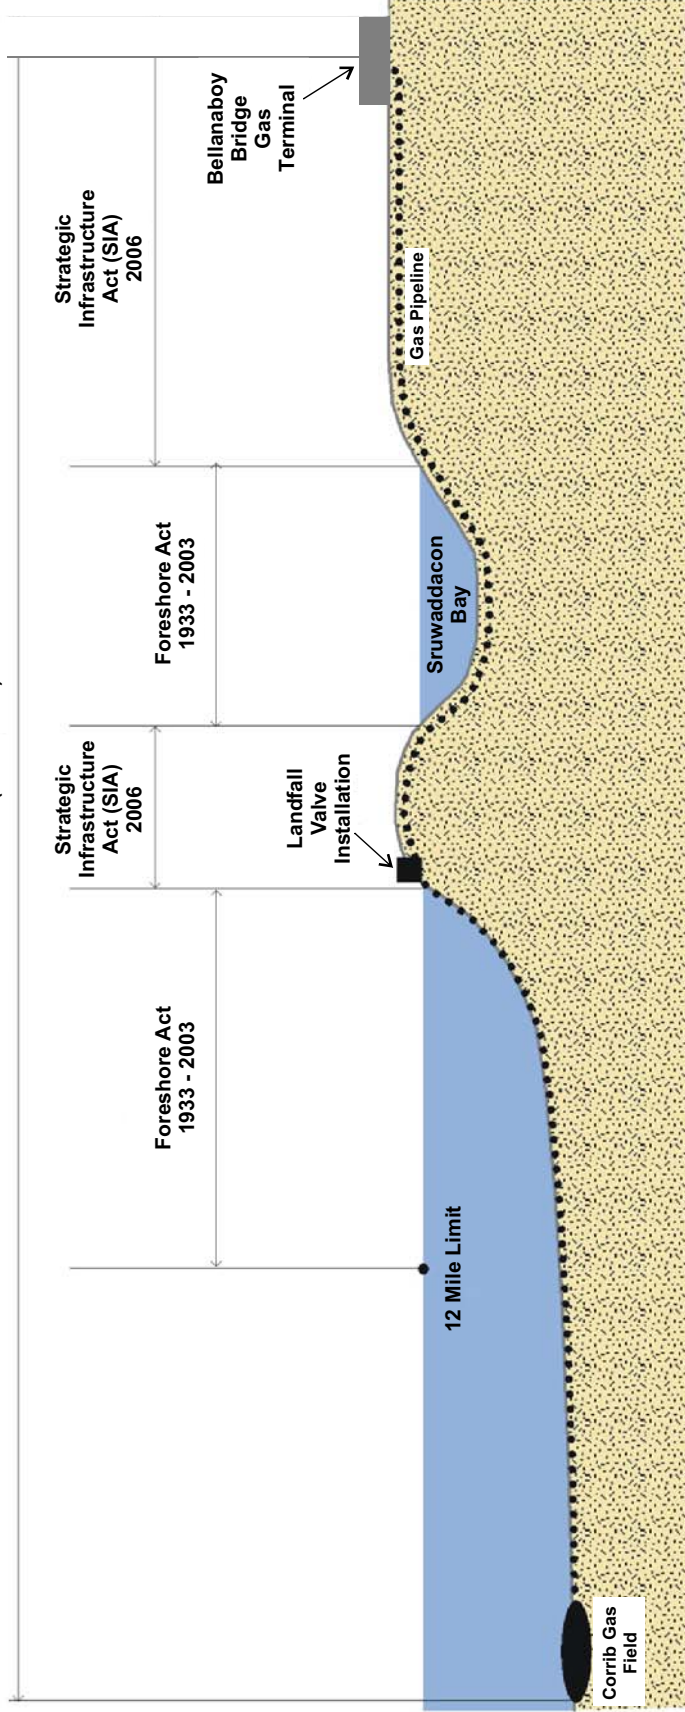 Strategic
Infrastructure
Act (SIA)
2006
Foreshore Act
1933 - 2003
Strategic
Infrastructure
Act (SIA)
2006
Foreshore Act
1933 - 2003
Bellanaboy
Bridge
Gas
Terminal
Landfall
Valve
Installation
12 Mile Limit
Sruwaddacon
Bay
Gas Pipeline
Corrib Gas
Field